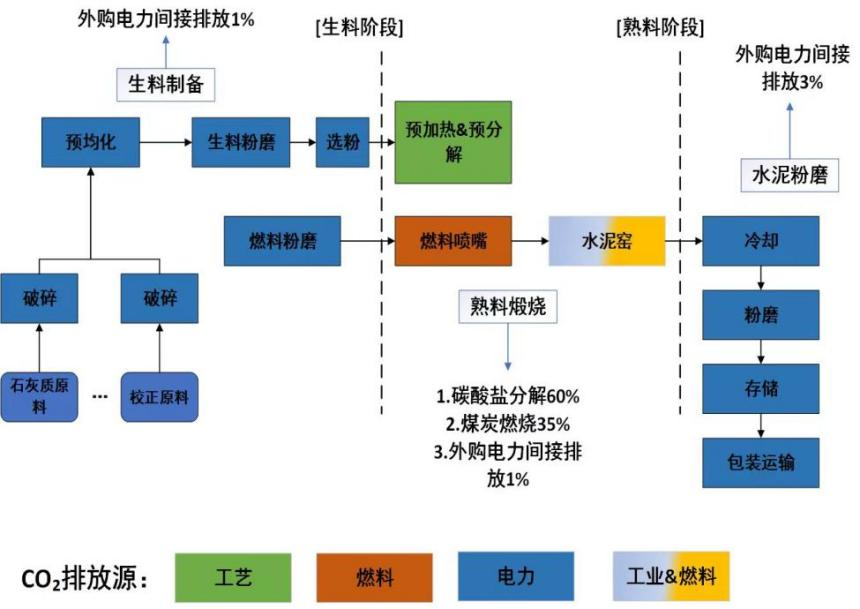 外购电力间接排放1%
[生料阶段]
[熟料阶段]
外购电力间接
排放3%
生料制备
预均化
生料粉磨
选粉
预加热&预分
解
水泥粉磨
燃料粉磨
燃料喷嘴
水泥窑
冷却
破碎
破碎
熟料煅烧
粉磨
石灰质原
料
...
校正原料
1.碳酸盐分解60%
2.煤炭燃烧35%
3.外购电力间接排
放1%
存储
包装运输
CO₂排放源：
工艺
燃料
电力
工业&燃料